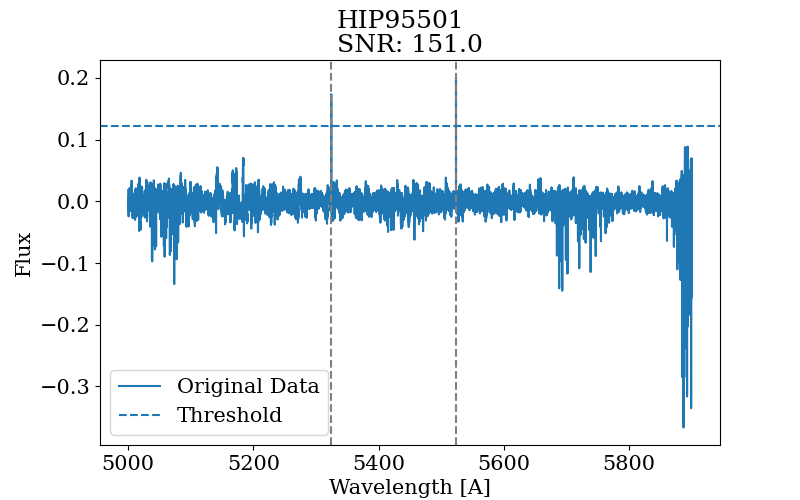 HIP95501
SNR: 151.0
0.2
0.1
0.0
−0.1
−0.2
−0.3
Flux
Original Data
Threshold
5000 5200 5400 5600 5800
Wavelength [A]